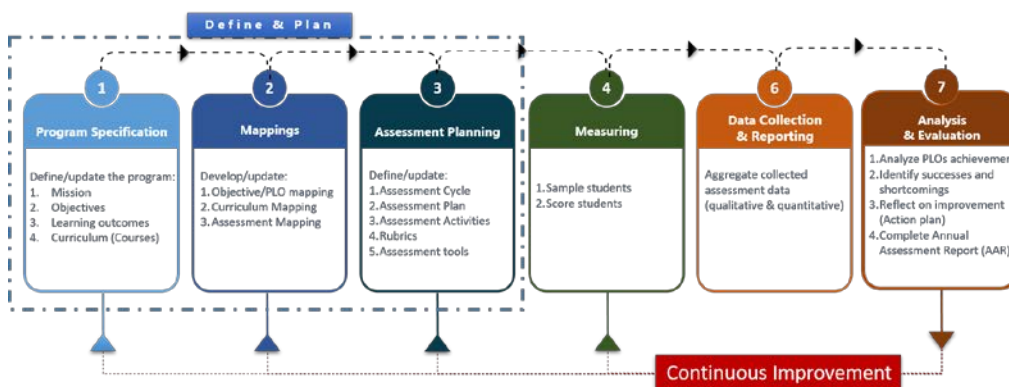 Define & Plan
1
2
3
4
6
7
Program Specification
Define/update the program:
1. Mission
2. Objectives
3. Learning outcomes
4. Curriculum (Courses)
Mappings
Develop/update:
1.Objective/PLO mapping
2.Curriculum Mapping
3.Assessment Mapping
Assessment Planning
Define/update:
1.Assessment Cycle
2.Assessment Plan
3.Assessment Activities
4.Rubrics
5.Assessment tools
Measuring
1.Sample students
2.Score students
Data Collection
& Reporting
Aggregate collected
assessment data
(qualitative & quantitative)
Analysis
& Evaluation
1.Analyze PLOs achievemen
2.Identify successes and
shortcomings
3.Reflect on improvement
(Action plan)
4.Complete Annual
Assessment Report (AAR)
Continuous Improvement